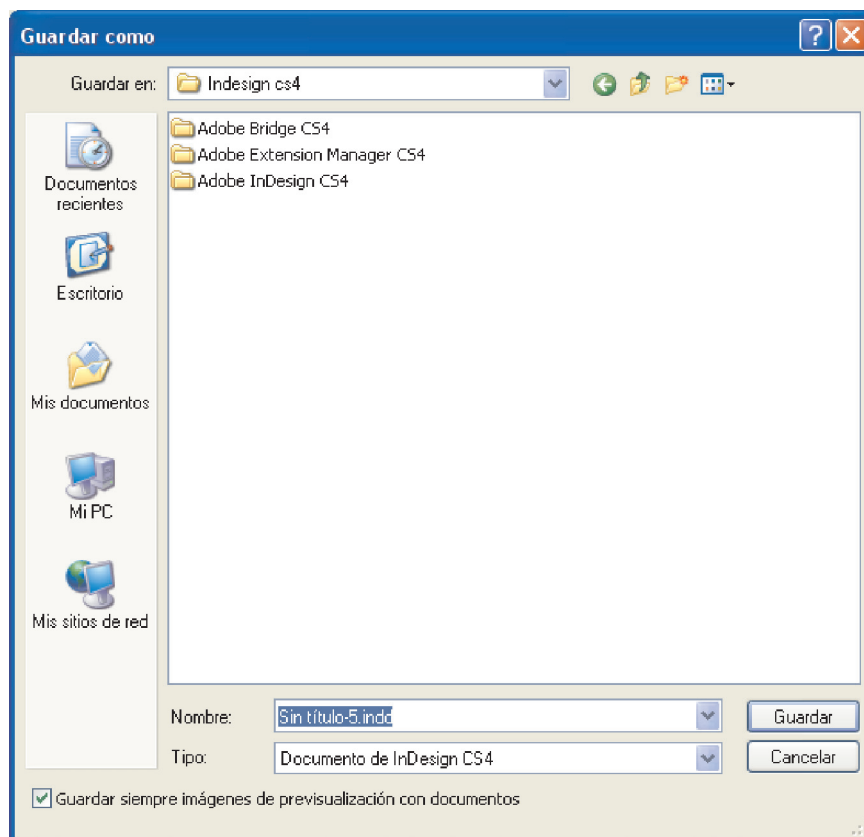 Guardar como
Guardar en:
Indesign cs4
Adobe Bridge CS4
Adobe Extension Manager CS4
Adobe InDesign CS4
Documentos
recientes
Escritorio
Mis documentos
Mi PC
Mis sitios de red
Nombre:
Sin título-5.indd
Guardar
Tipo:
Documento de InDesign CS4
Cancelar
Guardar siempre imágenes de previsualización con documentos